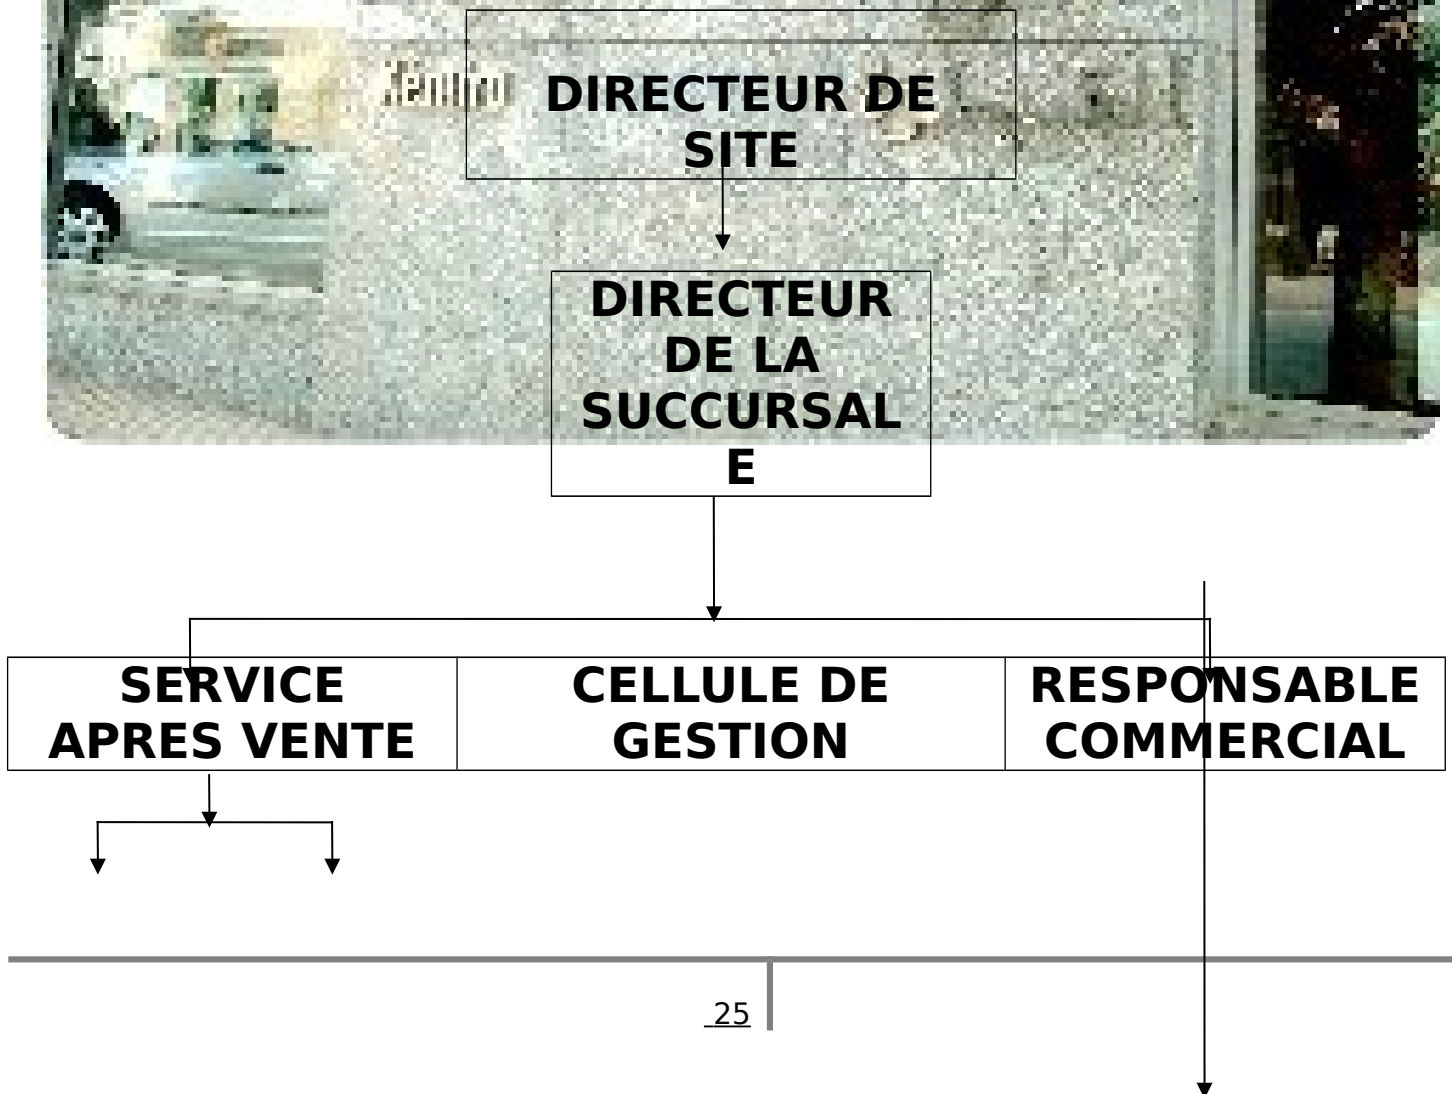 DIRECTEUR DE
SITE
DIRECTEUR
DE LA
SUCCURSAL
E
SERVICE
APRES VENTE
CELLULE DE
GESTION
RESPONSABLE
COMMERCIAL
25